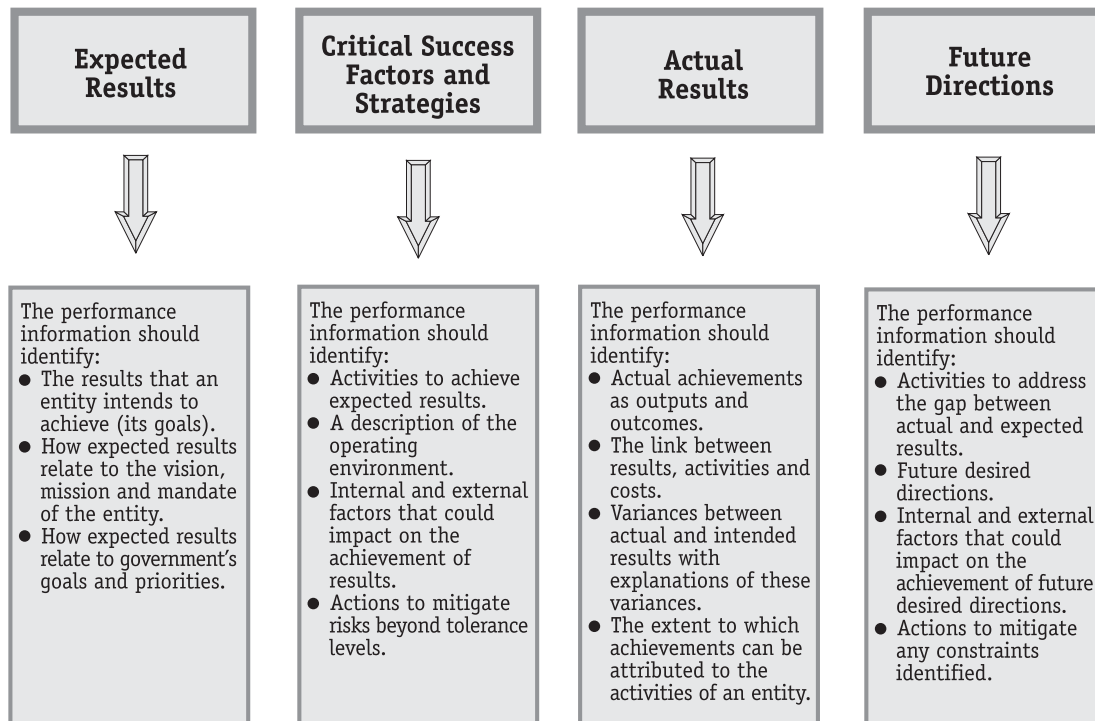 Expected
Results
Critical Success
Factors and
Strategies
Actual
Results
Future
Directions
The performance
information should
identify:
● The results that an
entity intends to
achieve (its goals).
● How expected results
relate to the vision,
mission and mandate
of the entity.
● How expected results
relate to government's
goals and priorities.
The performance
information should
identify:
● Activities to achieve
expected results.
● A description of the
operating
environment.
● Internal and external
factors that could
impact on the
achievement of
results.
● Actions to mitigate
risks beyond tolerance
levels.
The performance
information should
identify:
● Actual achievements
as outputs and
outcomes.
● The link between
results, activities and
costs.
● Variances between
actual and intended
results with
explanations of these
variances.
● The extent to which
achievements can be
attributed to the
activities of an entity.
The performance
information should
identify:
● Activities to address
the gap between
actual and expected
results.
● Future desired
directions.
● Internal and external
factors that could
impact on the
achievement of future
desired directions.
● Actions to mitigate
any constraints
identified.